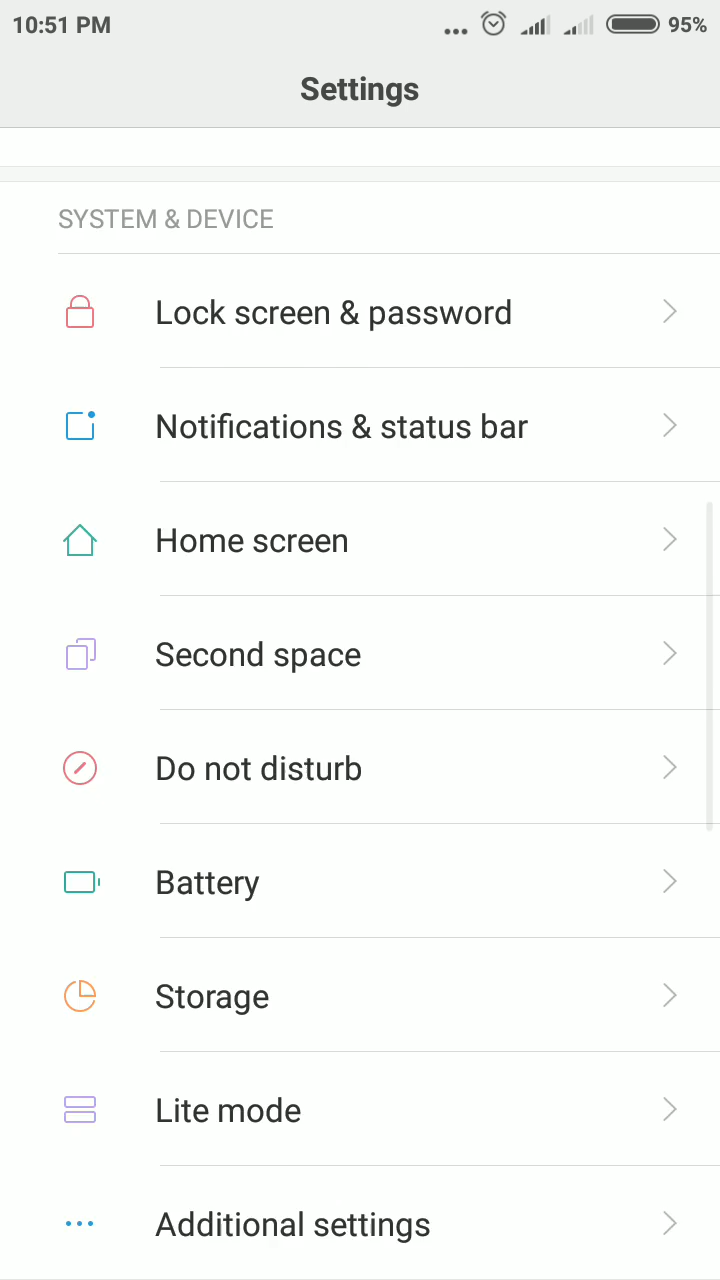 10:51 PM 95%
Settings
SYSTEM & DEVICE
Lock screen & password
Notifications & status bar
Home screen
Second space
Do not disturb
Battery
Storage
Lite mode
Additional settings